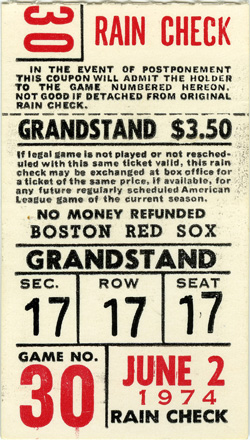 30 RAIN CHECK
IN THE EVENT OF POSTPONEMENT
THIS COUPON WILL ADMIT THE HOLDER
TO THE GAME NUMBERED HEREON.
NOT GOOD IF DETACHED FROM ORIGINAL
RAIN CHECK.
GRANDSTAND $3.50
If legal game is not played or not resched-
uled with this same ticket valid, this rain
check may be exchanged at box office for
a ticket of the same price, if available, for
any future regularly scheduled American
League game of the current season.
NO MONEY REFUNDED
BOSTON RED SOX
GRANDSTAND
SEC. ROW SEAT
17 17 17
GAME NO.
30
JUNE 2
1974
RAIN CHECK